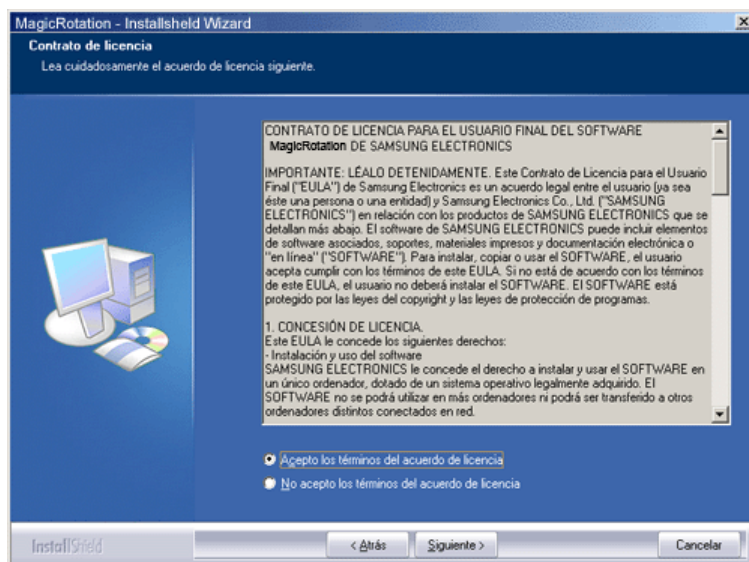 MagicRotation - Installsheld Wizard
Contrato de licencia
Lea cuidadosamente el acuerdo de licencia siguiente.
CONTRATO DE LICENCIA PARA EL USUARIO FINAL DEL SOFTWARE
MagicRotation DE SAMSUNG ELECTRONICS
IMPORTANTE: LÉALO DETENIDAMENTE. Este Contrato de Licencia para el Usuario
Final ("EULA") de Samsung Electronics es un acuerdo legal entre el usuario (ya sea
éste una persona o una entidad) y Samsung Electronics Co., Ltd. ("SAMSUNG
ELECTRONICS") en relación con los productos de SAMSUNG ELECTRONICS que se
detallan más abajo. El software de SAMSUNG ELECTRONICS puede incluir elementos
de software asociados, soportes, materiales impresos y documentación electrónica o
"en línea" ("SOFTWARE"). Para instalar, copiar o usar el SOFTWARE, el usuario
acepta cumplir con los términos de este EULA. Si no está de acuerdo con los términos
de este EULA, el usuario no deberá instalar el SOFTWARE. El SOFTWARE está
protegido por las leyes del copyright y las leyes de protección de programas.
1. CONCESIÓN DE LICENCIA.
Este EULA le concede los siguientes derechos:
- Instalación y uso del software
SAMSUNG ELECTRONICS le concede el derecho a instalar y usar el SOFTWARE en
un único ordenador, dotado de un sistema operativo legalmente adquirido. El
SOFTWARE no se podrá utilizar en más ordenadores ni podrá ser transferido a otros
ordenadores distintos conectados en red.
Acepto los términos del acuerdo de licencia
No acepto los términos del acuerdo de licencia
InstallShield
< Atrás
Siguiente >
Cancelar